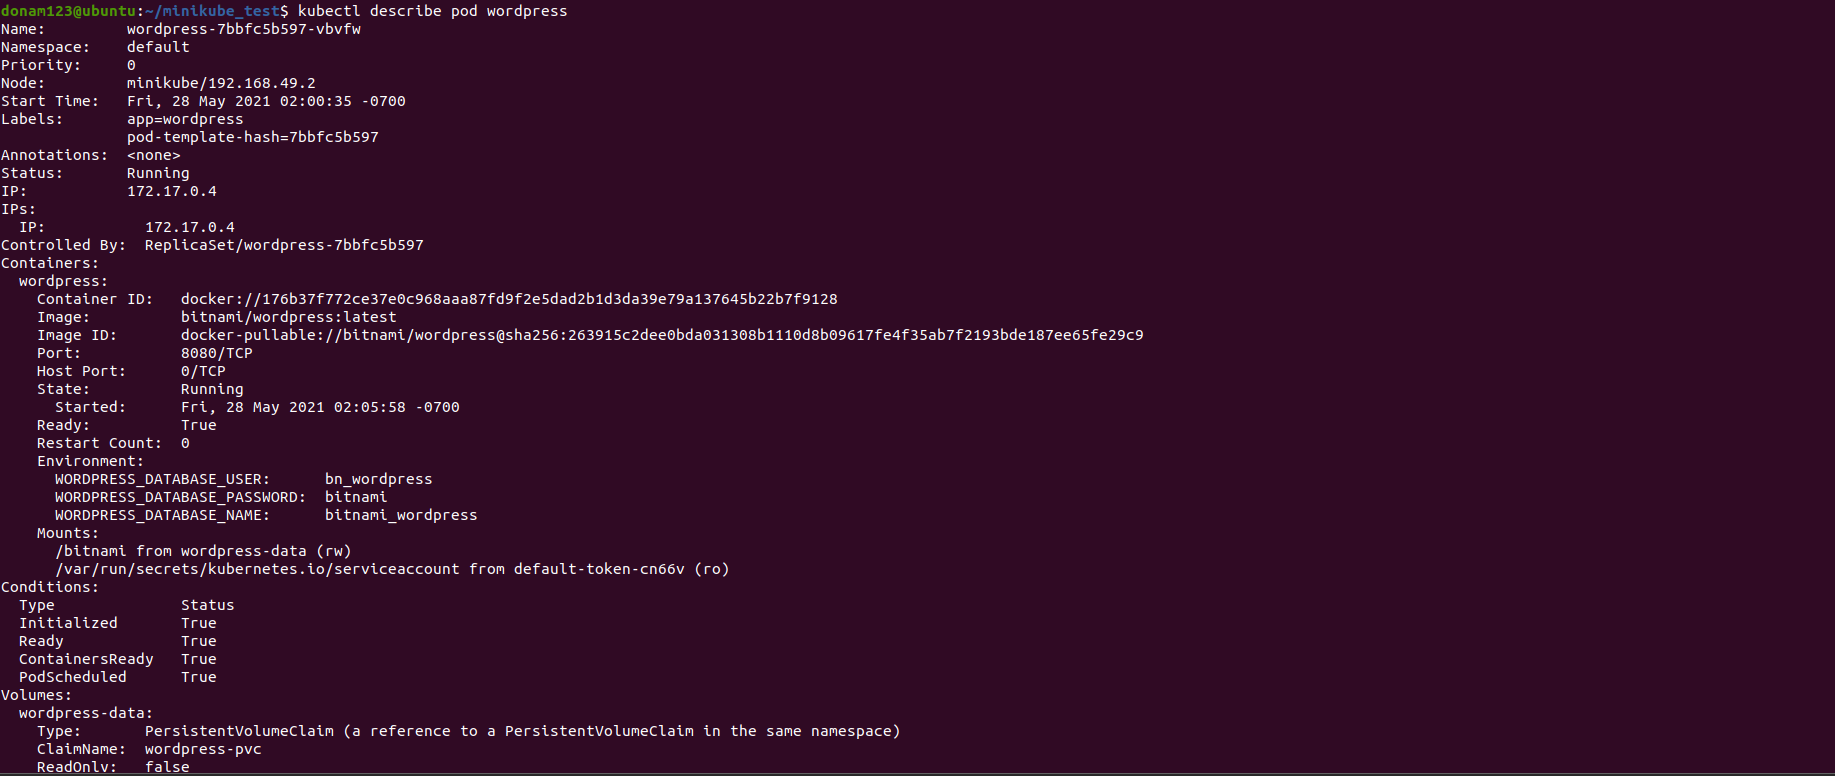 donam123@ubuntu:~/minikube_test$ kubectl describe pod wordpress
Name:         wordpress-7bbfc5b597-vbvfw
Namespace:    default
Priority:     0
Node:         minikube/192.168.49.2
Start Time:   Fri, 28 May 2021 02:00:35 -0700
Labels:       app=wordpress
              pod-template-hash=7bbfc5b597
Annotations:  <none>
Status:       Running
IP:           172.17.0.4
IPs:
  IP:           172.17.0.4
Controlled By:  ReplicaSet/wordpress-7bbfc5b597
Containers:
  wordpress:
    Container ID:   docker://176b37f772ce37e0c968aaa87fd9f2e5dad2b1d3da39e79a137645b22b7f9128
    Image:          bitnami/wordpress:latest
    Image ID:       docker-pullable://bitnami/wordpress@sha256:263915c2dee0bda031308b1110d8b09617fe4f35ab7f2193bde187ee65fe29c9
    Port:           8080/TCP
    Host Port:      0/TCP
    State:          Running
      Started:      Fri, 28 May 2021 02:05:58 -0700
    Ready:          True
    Restart Count:  0
    Environment:
      WORDPRESS_DATABASE_USER:      bn_wordpress
      WORDPRESS_DATABASE_PASSWORD:  bitnami
      WORDPRESS_DATABASE_NAME:      bitnami_wordpress
    Mounts:
      /bitnami from wordpress-data (rw)
      /var/run/secrets/kubernetes.io/serviceaccount from default-token-cn66v (ro)
Conditions:
  Type              Status
  Initialized       True
  Ready             True
  ContainersReady   True
  PodScheduled      True
Volumes:
  wordpress-data:
    Type:       PersistentVolumeClaim (a reference to a PersistentVolumeClaim in the same namespace)
    ClaimName:  wordpress-pvc
    ReadOnly:   false